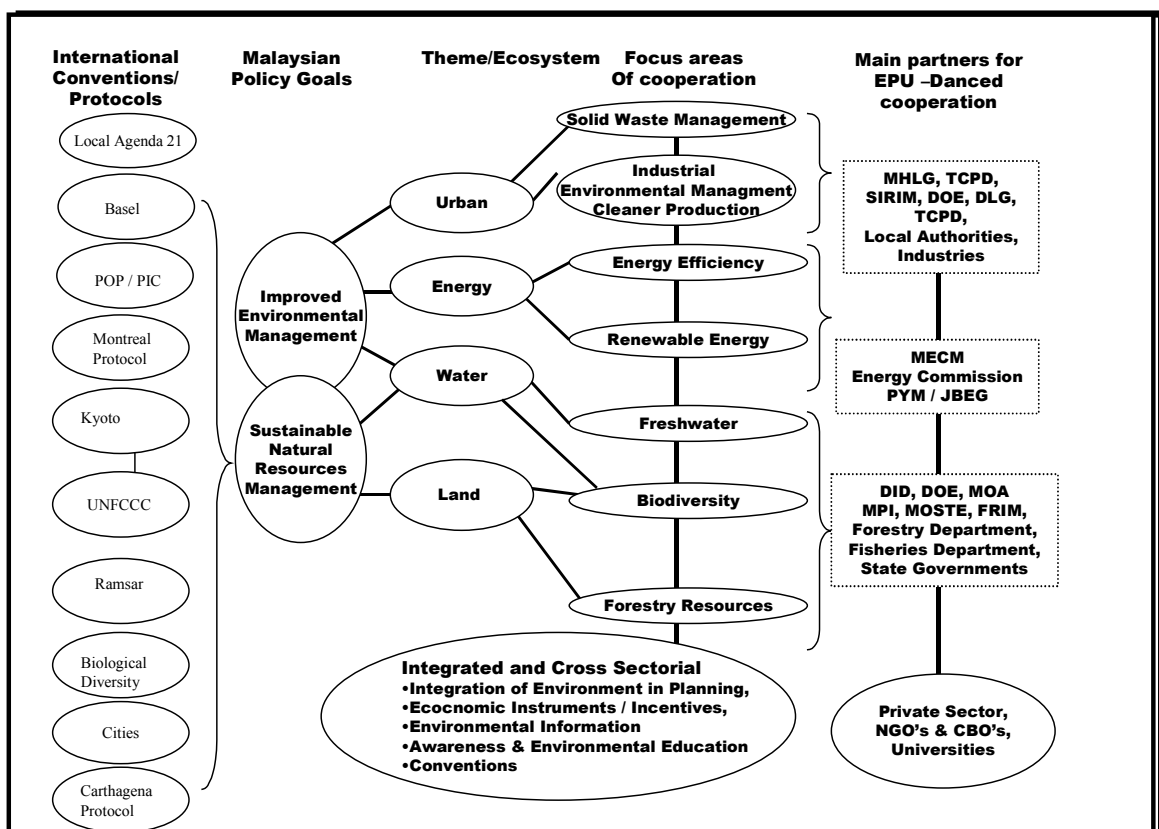 International
Conventions/
Protocols
Malaysian
Policy Goals
Theme/Ecosystem
Focus areas
Of cooperation
Main partners for
EPU –Danced
cooperation
Local Agenda 21
Basel
POP / PIC
Montreal
Protocol
Kyoto
UNFCCC
Ramsar
Biological
Diversity
Cities
Carthagena
Protocol
Improved
Environmental
Management
Sustainable
Natural
Resources
Management
Urban
Energy
Water
Land
Solid Waste Management
Industrial
Environmental Managment
Cleaner Production
Energy Efficiency
Renewable Energy
Freshwater
Biodiversity
Forestry Resources
Integrated and Cross Sectorial
•Integration of Environment in Planning,
•Ecocnomic Instruments / Incentives,
•Environmental Information
•Awareness & Environmental Education
•Conventions
MHLG, TCPD,
SIRIM, DOE, DLG,
TCPD,
Local Authorities,
Industries
MECM
Energy Commission
PYM / JBEG
DID, DOE, MOA
MPI, MOSTE, FRIM,
Forestry Department,
Fisheries Department,
State Governments
Private Sector,
NGO's & CBO's,
Universities